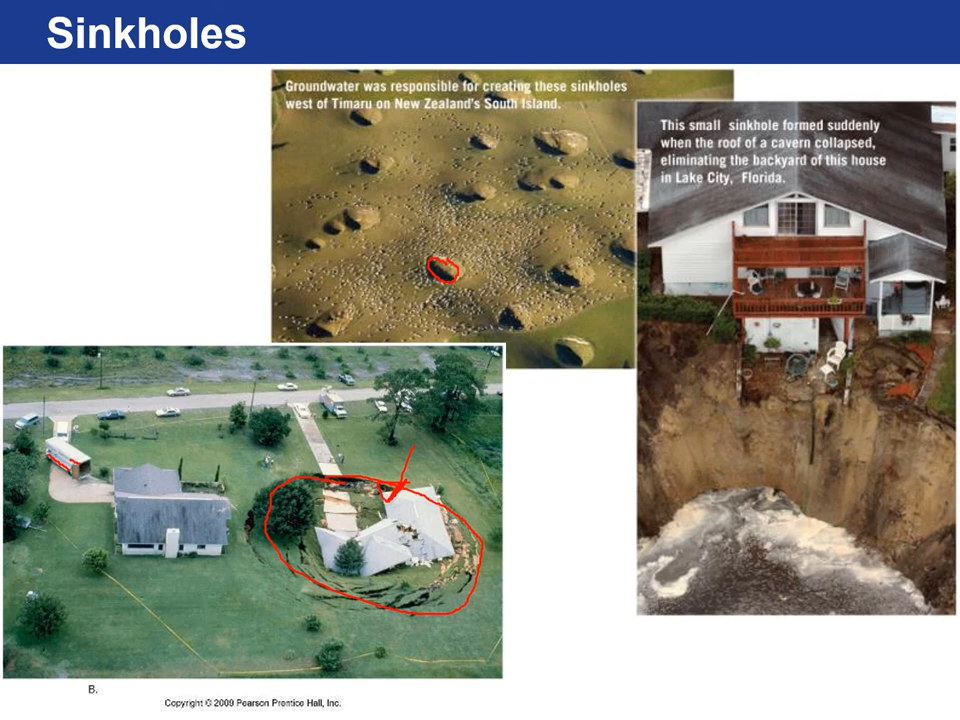 Sinkholes
Groundwater was responsible for creating these sinkholes
west of Timaru on New Zealand's South Island.
This small sinkhole formed suddenly
when the roof of a cavern collapsed,
eliminating the backyard of this house
in Lake City, Florida.
B.
Copyright © 2009 Pearson Prentice Hall, Inc.